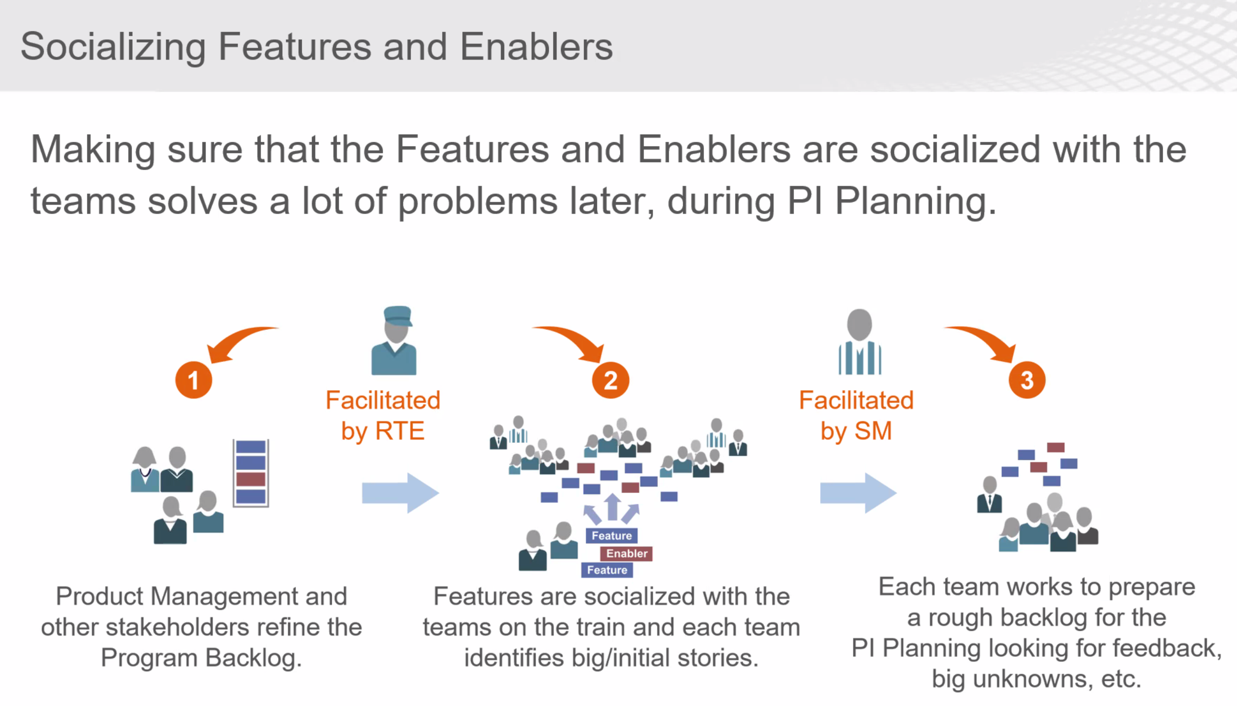 Socializing Features and Enablers
Making sure that the Features and Enablers are socialized with the
teams solves a lot of problems later, during PI Planning.
1
Facilitated
by RTE
2
Facilitated
by SM
3
Feature
Enabler
Feature
Product Management and
other stakeholders refine the
Program Backlog.
Features are socialized with the
teams on the train and each team
identifies big/initial stories.
Each team works to prepare
a rough backlog for the
PI Planning looking for feedback,
big unknowns, etc.